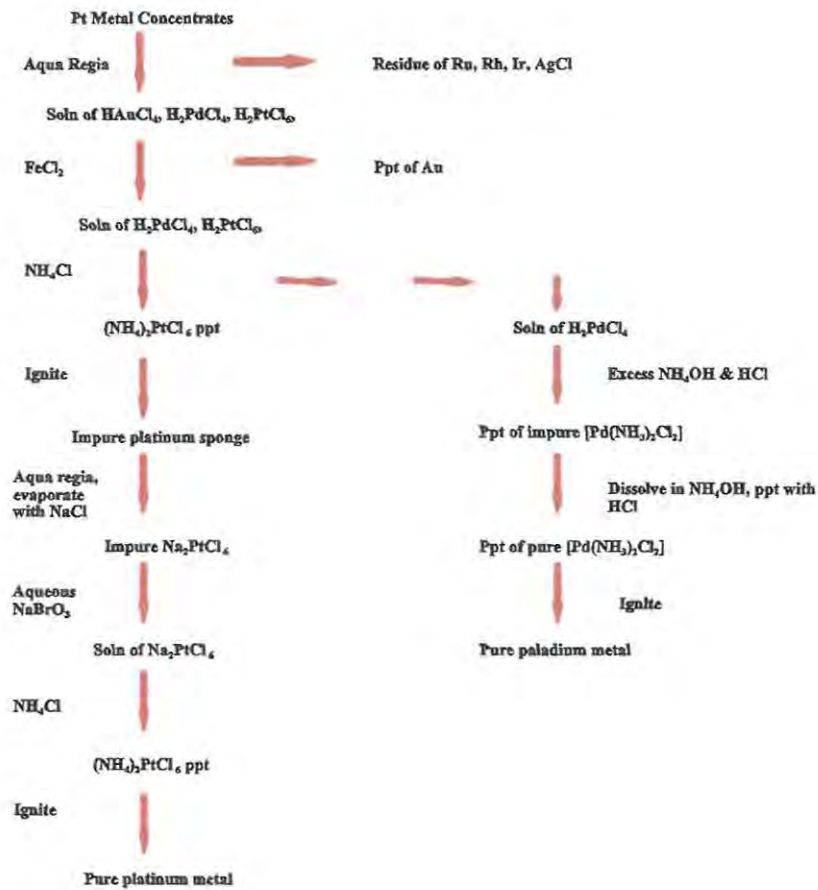 Pt Metal Concentrates
Aqua Regia
Residue of Ru, Rh, Ir, AgCl
Soln of HAuCl₄, H₂PdCl₄, H₂PtCl₆,
FeCl₂
Ppt of Au
Soln of H₂PdCl₄, H₂PtCl₆,
NH₄Cl
(NH₄)₂PtCl₆ ppt
Soln of H₂PdCl₄
Ignite
Excess NH₄OH & HCl
Impure platinum sponge
Ppt of impure [Pd(NH₃)₂Cl₂]
Aqua regia,
evaporate
with NaCl
Dissolve in NH₄OH, ppt with
HCl
Impure Na₂PtCl₆
Ppt of pure [Pd(NH₃)₂Cl₂]
Aqueous
NaBrO₃
Ignite
Soln of Na₂PtCl₆
Pure paladium metal
NH₄Cl
(NH₄)₂PtCl₆ ppt
Ignite
Pure platinum metal